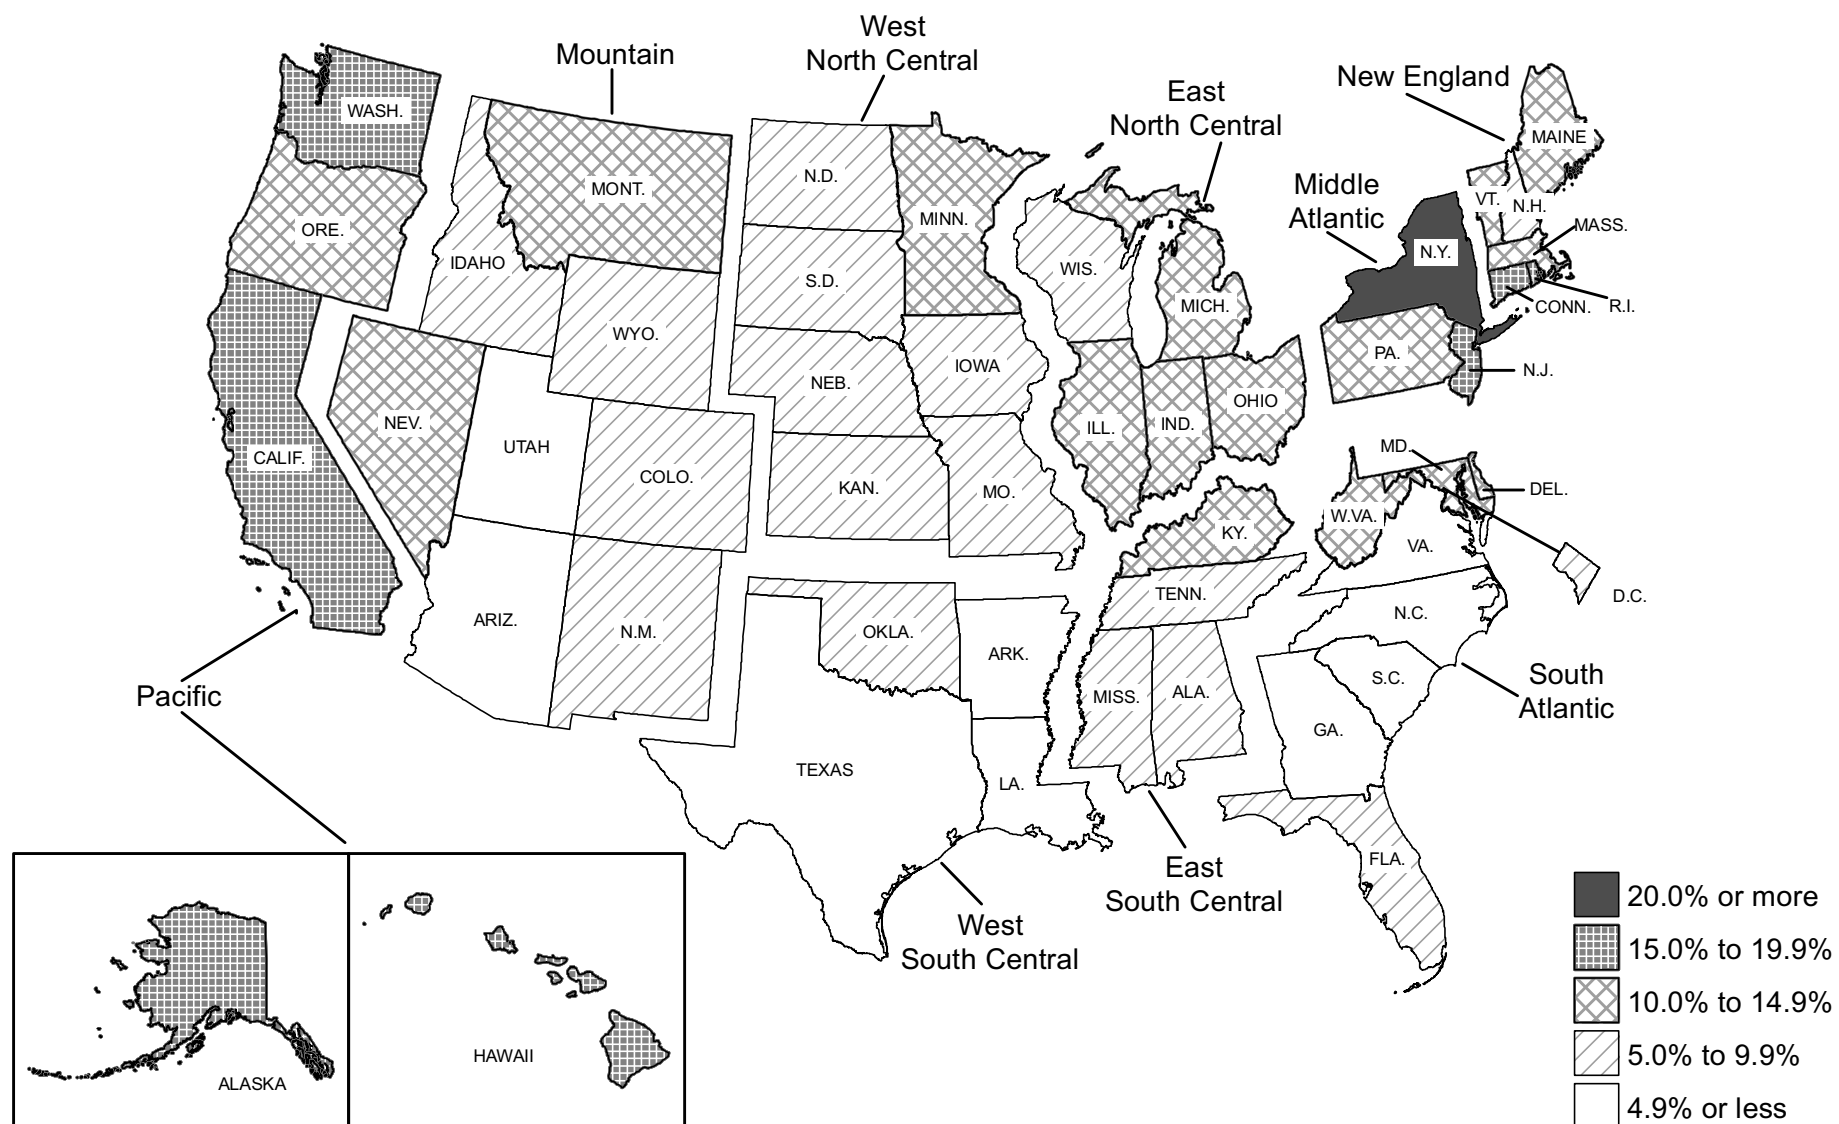 West
North Central
Mountain
New England
East
North Central
WASH.
MAINE
MONT.
N.D.
Middle
Atlantic
VT.
N.H.
MINN.
ORE.
MASS.
IDAHO
N.Y.
WIS.
S.D.
MICH.
CONN.
R.I.
WYO.
PA.
IOWA
N.J.
NEB.
OHIO
NEV.
ILL.
IND.
UTAH
MD.
CALIF.
COLO.
KAN.
MO.
DEL.
W.VA.
KY.
VA.
TENN.
D.C.
N.C.
ARIZ.
N.M.
OKLA.
ARK.
S.C.
South
Atlantic
Pacific
MISS.
ALA.
GA.
TEXAS
LA.
FLA.
East
South Central
West
South Central
20.0% or more
15.0% to 19.9%
10.0% to 14.9%
5.0% to 9.9%
4.9% or less
HAWAII
ALASKA